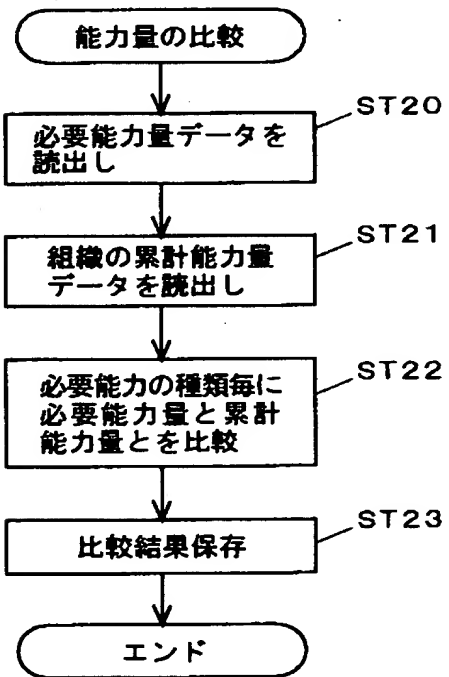 能力量の比較
ST20
必要能力量データを
読出し
ST21
組織の累計能力量
データを読出し
ST22
必要能力の種類毎に
必要能力量と累計
能力量とを比較
ST23
比較結果保存
エンド